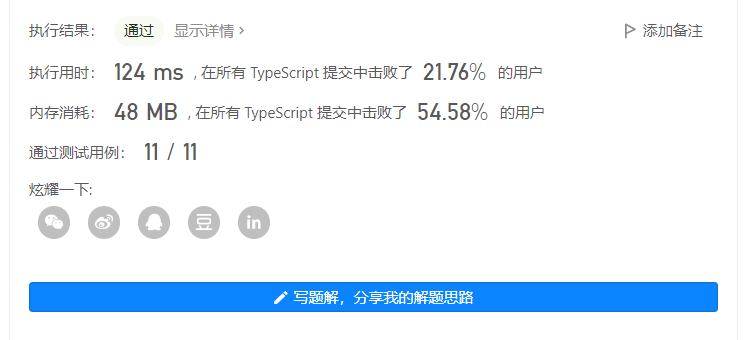 执行结果： 通过 显示详情 > 添加备注
执行用时： 124 ms , 在所有 TypeScript 提交中击败了 21.76% 的用户
内存消耗： 48 MB , 在所有 TypeScript 提交中击败了 54.58% 的用户
通过测试用例： 11 / 11
炫耀一下:
豆 in
写题解，分享我的解题思路